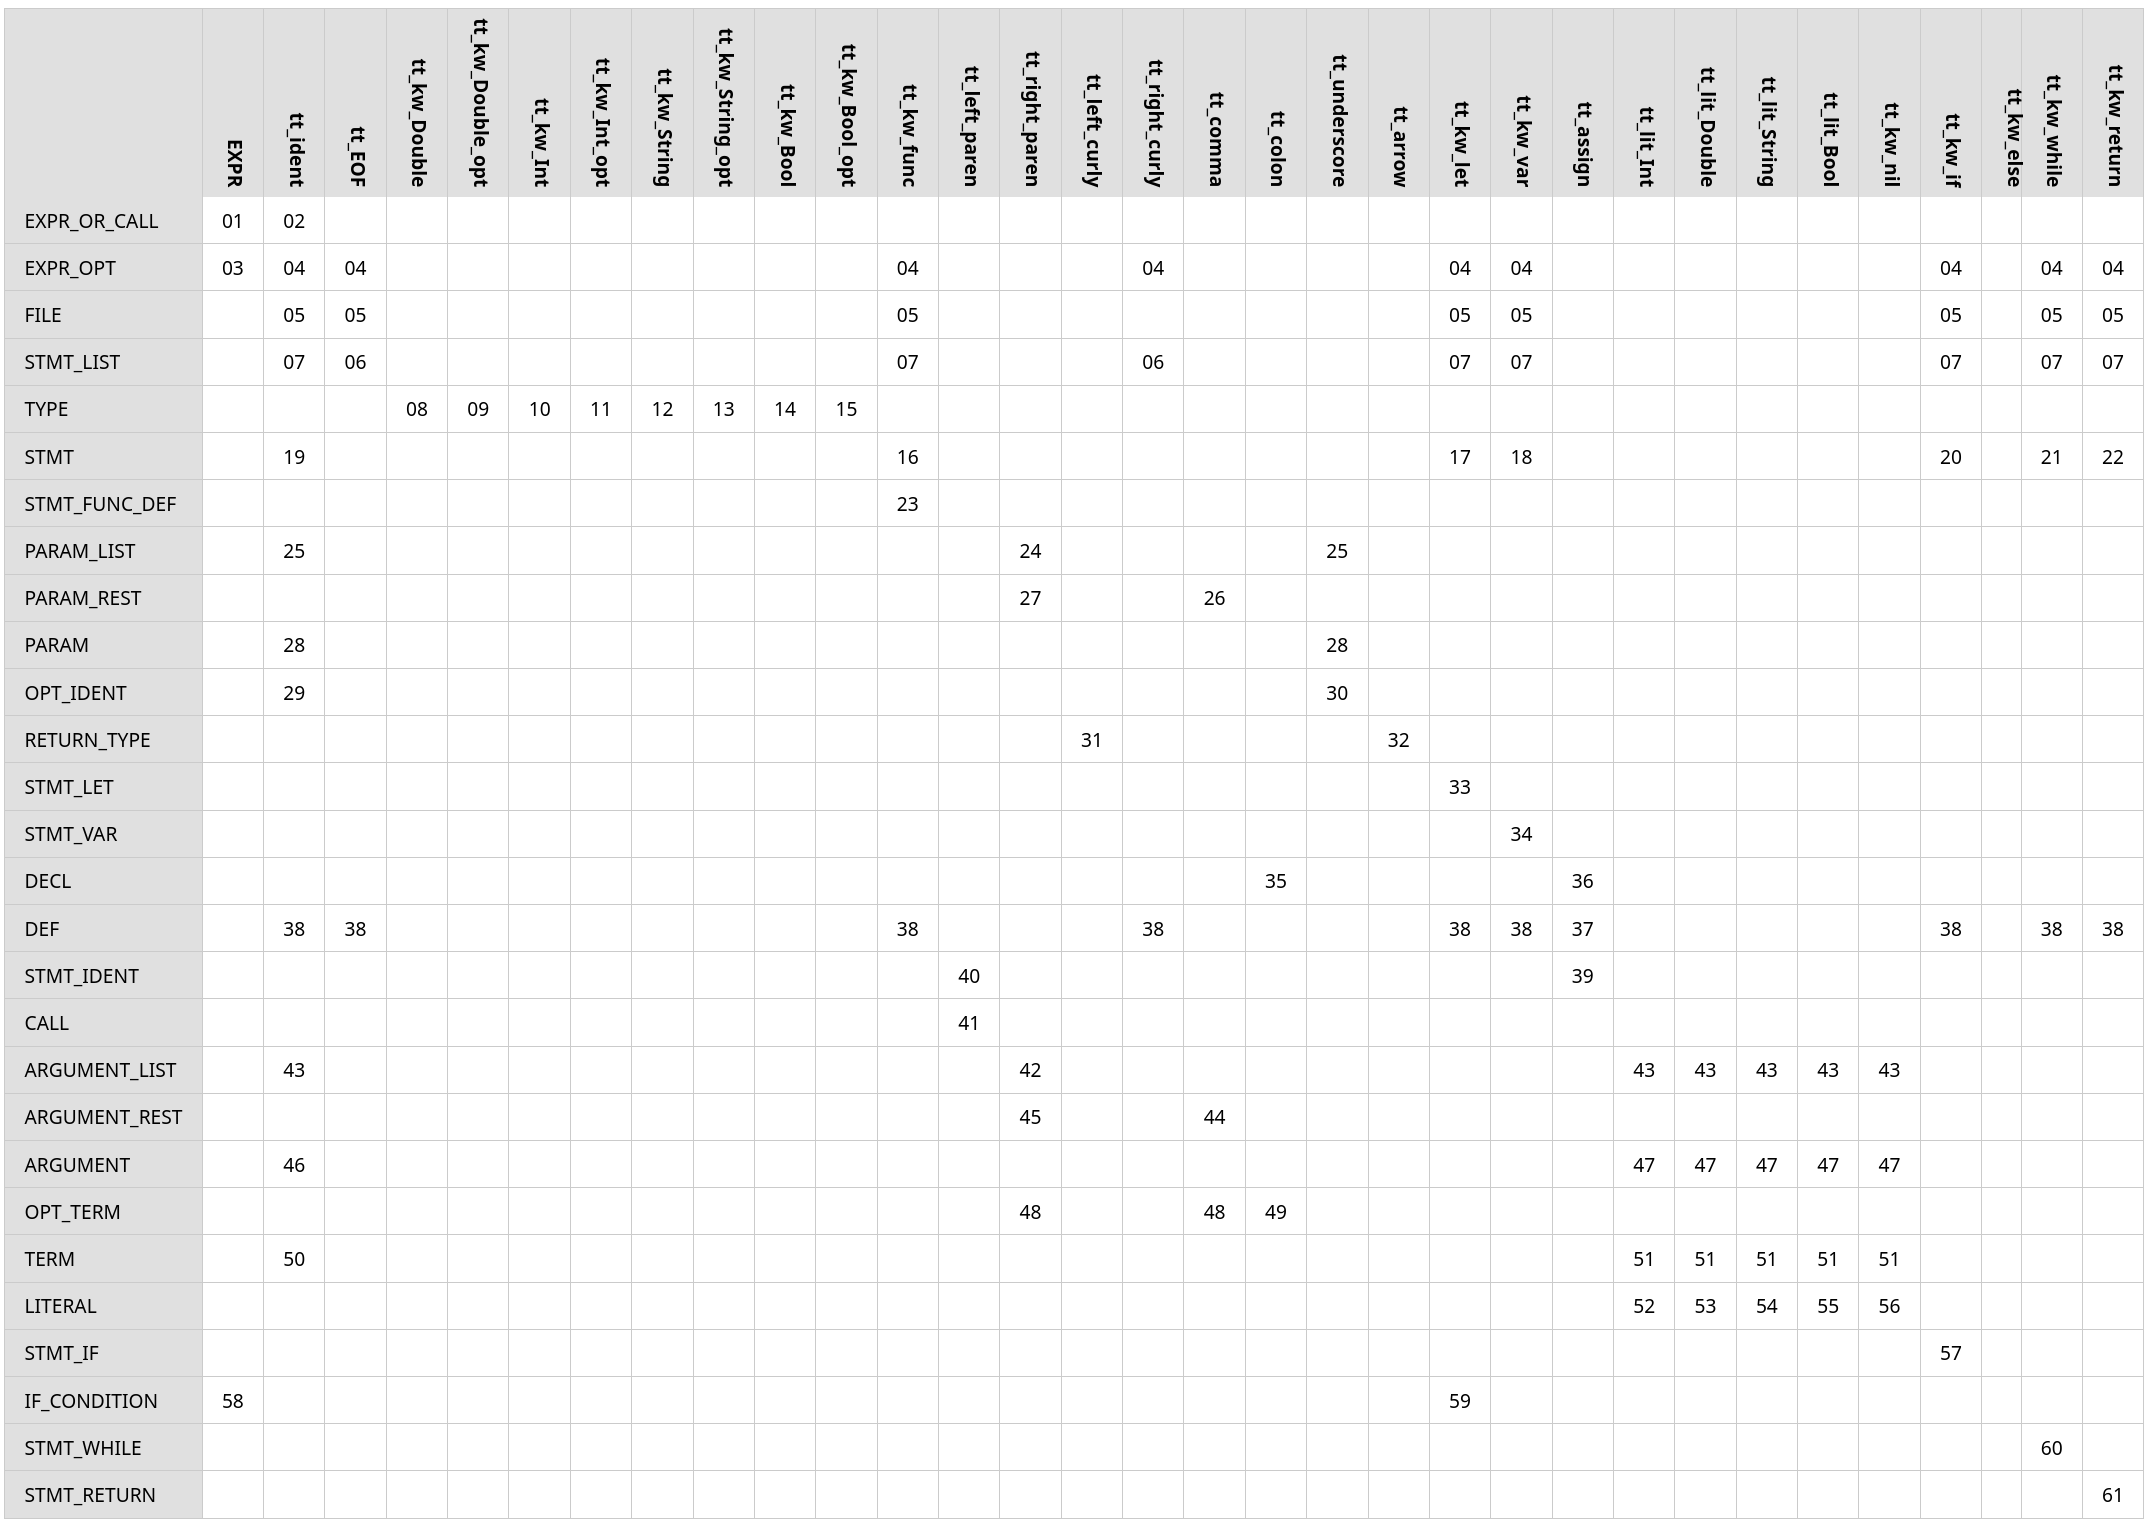 EXPR tt_ident tt_EOF tt_kw_Double tt_kw_Double_opt tt_kw_Int tt_kw_Int_opt tt_kw_String tt_kw_String_opt tt_kw_Bool tt_kw_Bool_opt tt_kw_func tt_left_paren tt_right_paren tt_left_curly tt_right_curly tt_comma tt_colon tt_underscore tt_arrow tt_kw_let tt_kw_var tt_assign tt_lit_Int tt_lit_Double tt_lit_String tt_lit_Bool tt_kw_nil tt_kw_if tt_kw_else tt_kw_while tt_kw_return
EXPR_OR_CALL 01 02
EXPR_OPT 03 04 04 04 04 04 04 04 04 04
FILE 05 05 05 05 05 05 05 05
STMT_LIST 07 06 07 06 07 07 07 07 07
TYPE 08 09 10 11 12 13 14 15
STMT 19 16 17 18 20 21 22
STMT_FUNC_DEF 23
PARAM_LIST 25 24 25
PARAM_REST 27 26
PARAM 28 28
OPT_IDENT 29 30
RETURN_TYPE 31 32
STMT_LET 33
STMT_VAR 34
DECL 35 36
DEF 38 38 38 38 38 38 37 38 38 38
STMT_IDENT 40 39
CALL 41
ARGUMENT_LIST 43 42 43 43 43 43 43
ARGUMENT_REST 45 44
ARGUMENT 46 47 47 47 47 47
OPT_TERM 48 48 49
TERM 50 51 51 51 51 51
LITERAL 52 53 54 55 56
STMT_IF 57
IF_CONDITION 58 59
STMT_WHILE 60
STMT_RETURN 61